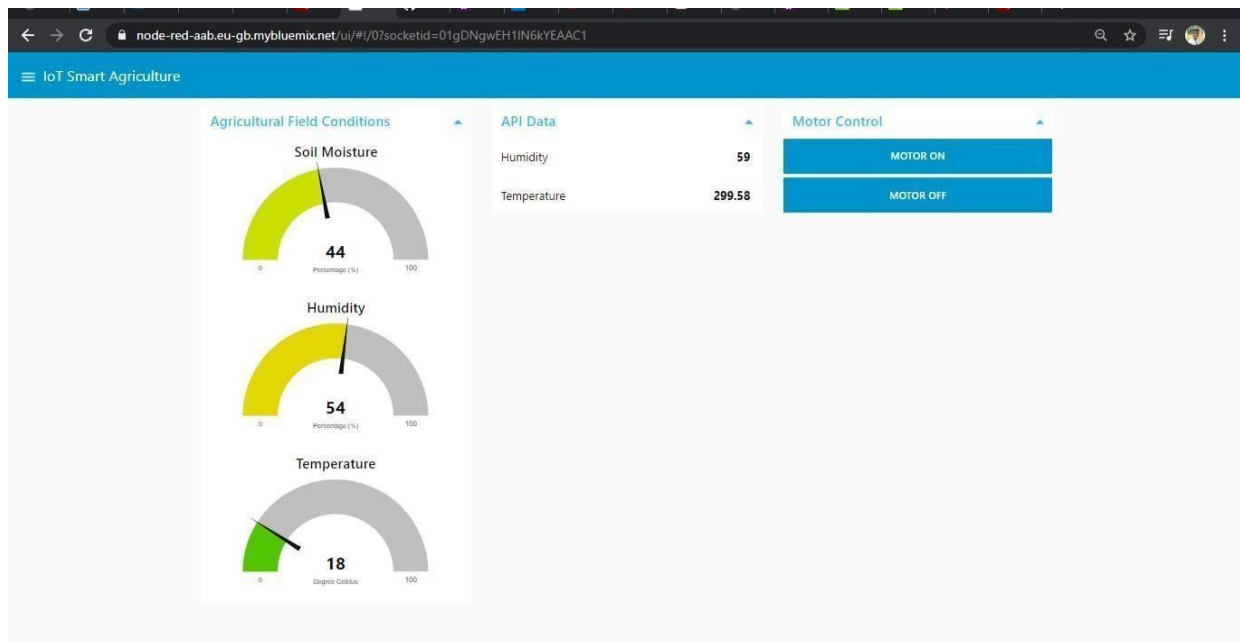 node-red-aab.eu-gb.mybluemix.net/ui/#!/0?socketid=01gDNgwEH1IN6kYEAAC1
IoT Smart Agriculture
Agricultural Field Conditions
Soil Moisture
44
0 Percentage (%) 100
Humidity
54
0 Percentage (%) 100
Temperature
18
0 Degree Celcius 100
API Data
Humidity 59
Temperature 299.58
Motor Control
MOTOR ON
MOTOR OFF